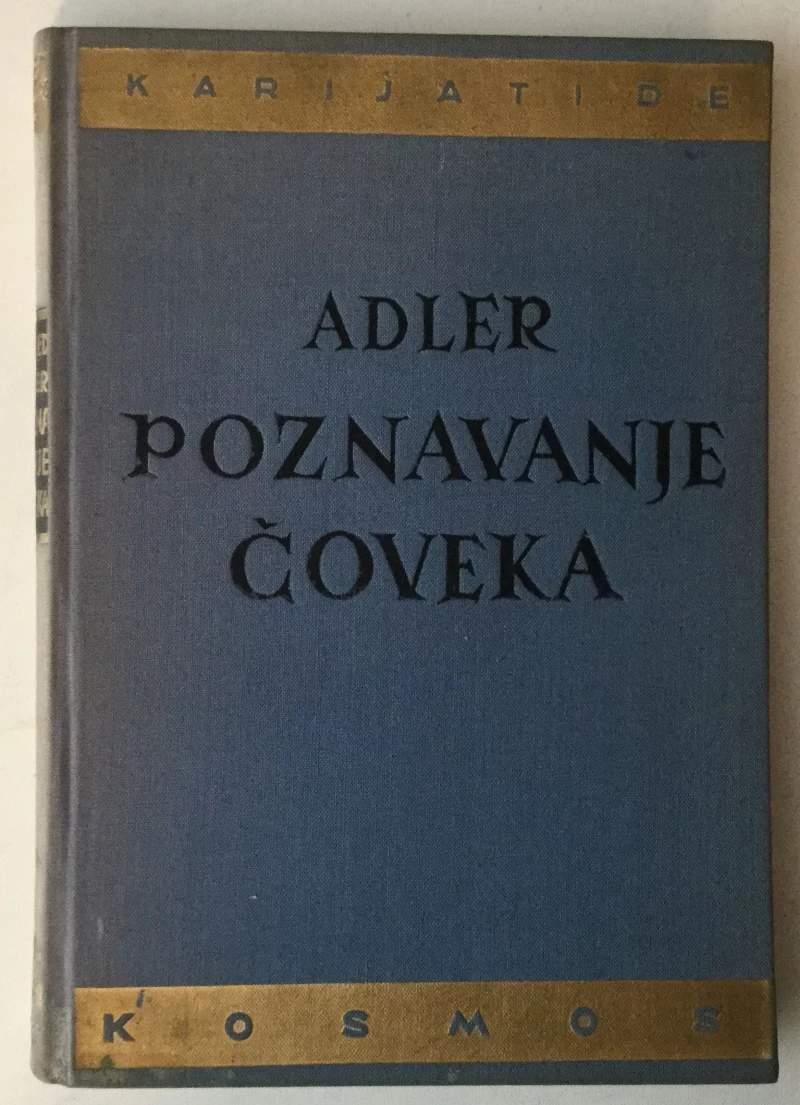 KARIJATIDE
ADLER
POZNAVANJE
ČOVEKA
KOSMOS